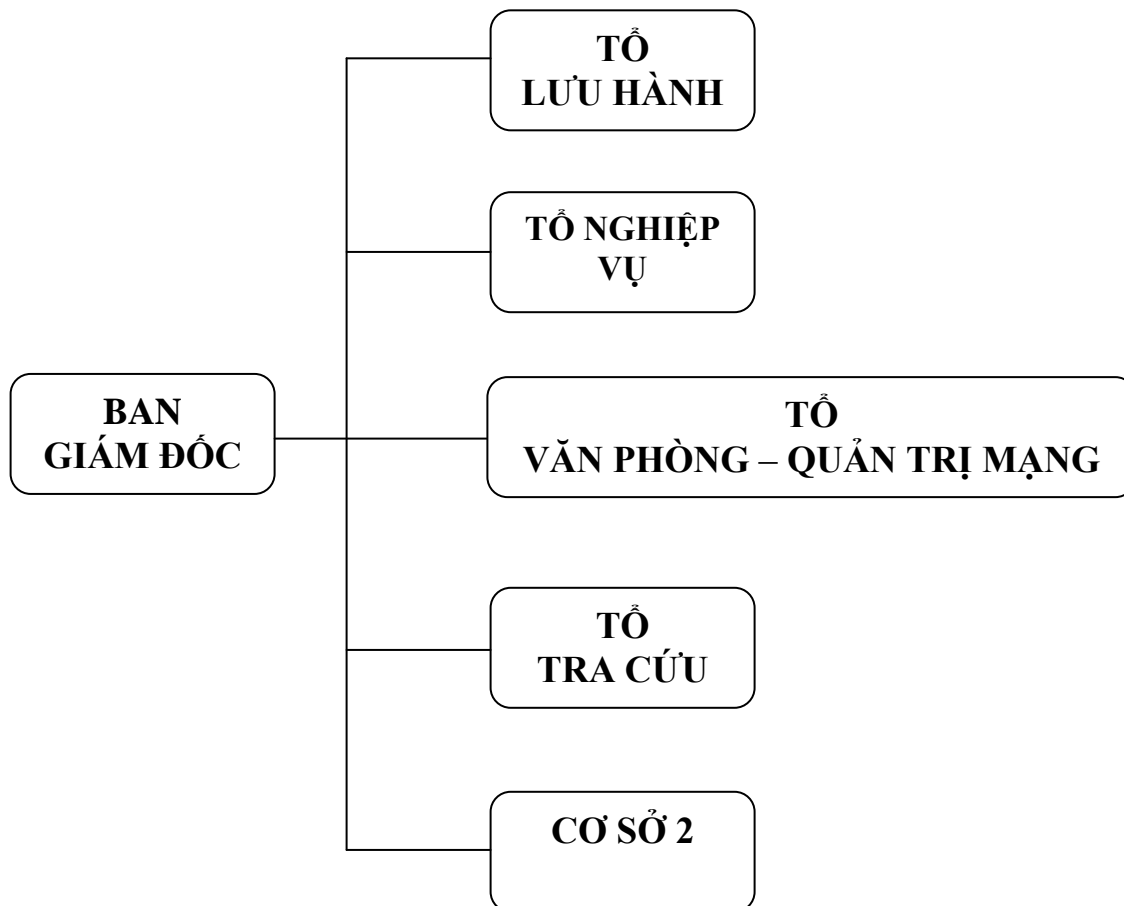 TỔ
LƯU HÀNH
TỔ NGHIỆP
VỤ
BAN
GIÁM ĐỐC
TỔ
VĂN PHÒNG – QUẢN TRỊ MẠNG
TỔ
TRA CỨU
CƠ SỞ 2